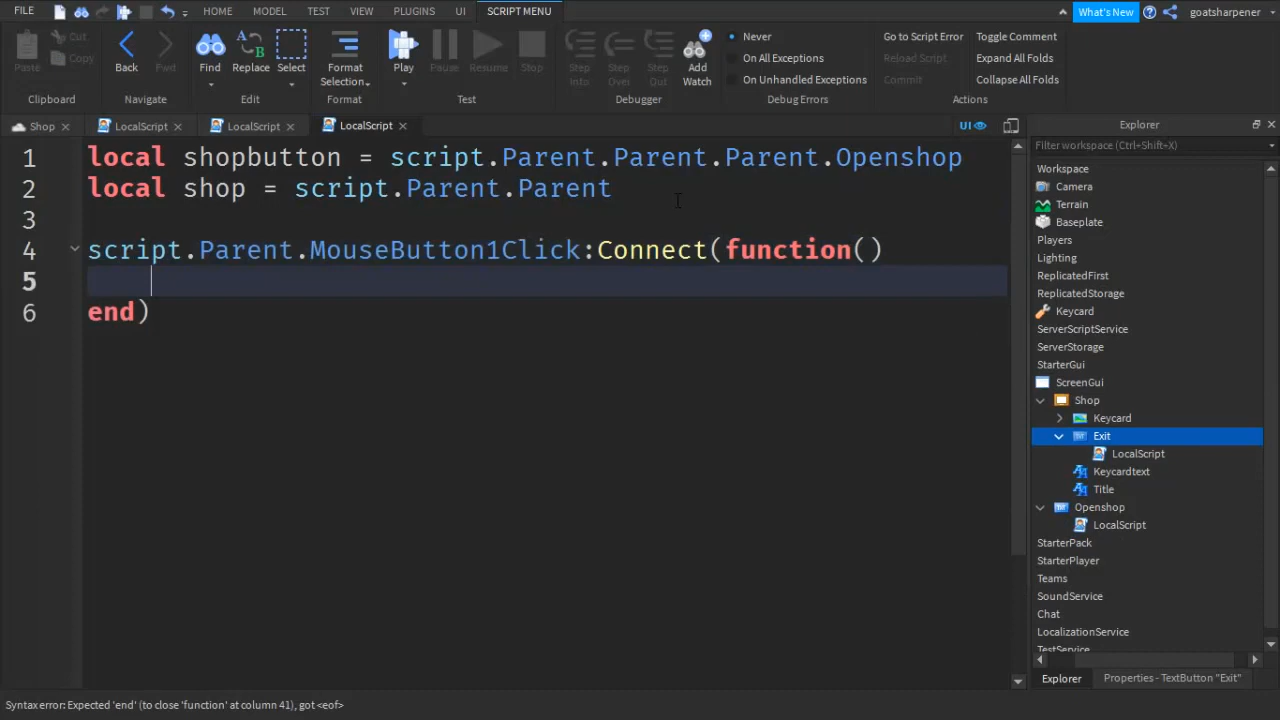 FILE HOME MODEL TEST VIEW PLUGINS UI SCRIPT MENU What's New goatsharpener
Paste Cut Copy Back Fwd Find Replace Select Format Selection Play Pause Resume Stop Step Into Step Over Step Out Add Watch Never On All Exceptions On Unhandled Exceptions Go to Script Error Reload Script Commit Toggle Comment Expand All Folds Collapse All Folds
Clipboard Navigate Edit Format Test Debugger Debug Errors Actions
Shop LocalScript LocalScript LocalScript UI Explorer
1 local shopbutton = script.Parent.Parent.Parent.Openshop
2 local shop = script.Parent.Parent
3
4 script.Parent.MouseButton1Click:Connect(function()
5
6 end)
Filter workspace (Ctrl+Shift+X)
Workspace
Camera
Terrain
Baseplate
Players
Lighting
ReplicatedFirst
ReplicatedStorage
Keycard
ServerScriptService
ServerStorage
StarterGui
ScreenGui
Shop
Keycard
Exit
LocalScript
Keycardtext
Title
Openshop
LocalScript
StarterPack
StarterPlayer
Teams
SoundService
Chat
LocalizationService
TestService
Explorer Properties - TextButton "Exit"
Syntax error: Expected 'end' (to close 'function' at column 41), got <eof>